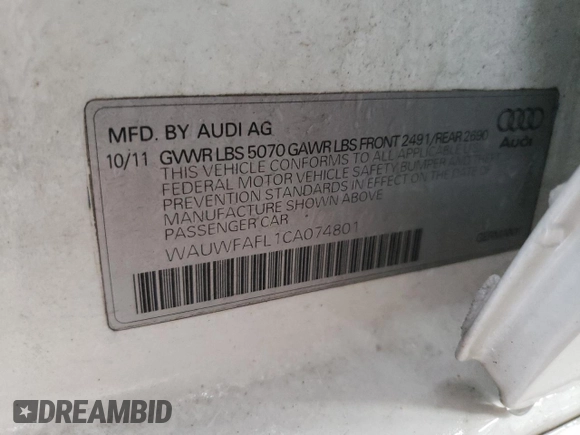 MFD. BY AUDI AG
10/11 GVWR LBS 5070 GAWR LBS FRONT 2491/REAR 2690
THIS VEHICLE CONFORMS TO ALL APPLICABLE
FEDERAL MOTOR VEHICLE SAFETY BUMPER AND THEFT
PREVENTION STANDARDS IN EFFECT ON THE DATE OF
MANUFACTURE SHOWN ABOVE
PASSENGER CAR
WAUWFAFL1CA074801
Audi
GERMANY
DREAMBID